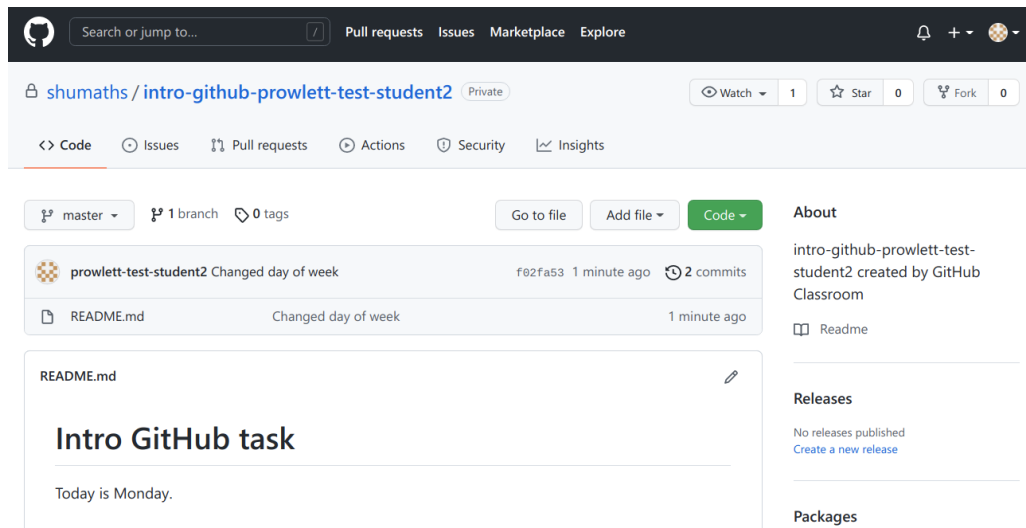 Search or jump to... / Pull requests Issues Marketplace Explore
shumaths / intro-github-prowlett-test-student2 Private Watch 1 Star 0 Fork 0
Code Issues Pull requests Actions Security Insights
master 1 branch 0 tags Go to file Add file Code
prowlett-test-student2 Changed day of week f02fa53 1 minute ago 2 commits
README.md Changed day of week 1 minute ago
README.md
Intro GitHub task
Today is Monday.
About
intro-github-prowlett-test-
student2 created by GitHub
Classroom
Readme
Releases
No releases published
Create a new release
Packages